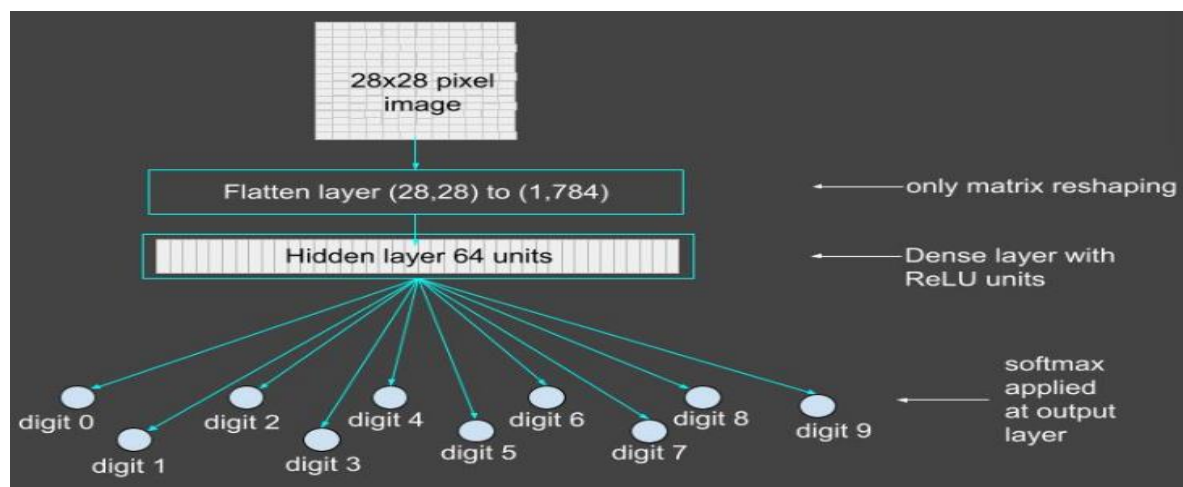 28x28 pixel
image
Flatten layer (28,28) to (1,784)
only matrix reshaping
Hidden layer 64 units
Dense layer with
ReLU units
softmax
applied
at output
layer
digit 0
digit 2
digit 4
digit 6
digit 8
digit 9
digit 1
digit 3
digit 5
digit 7